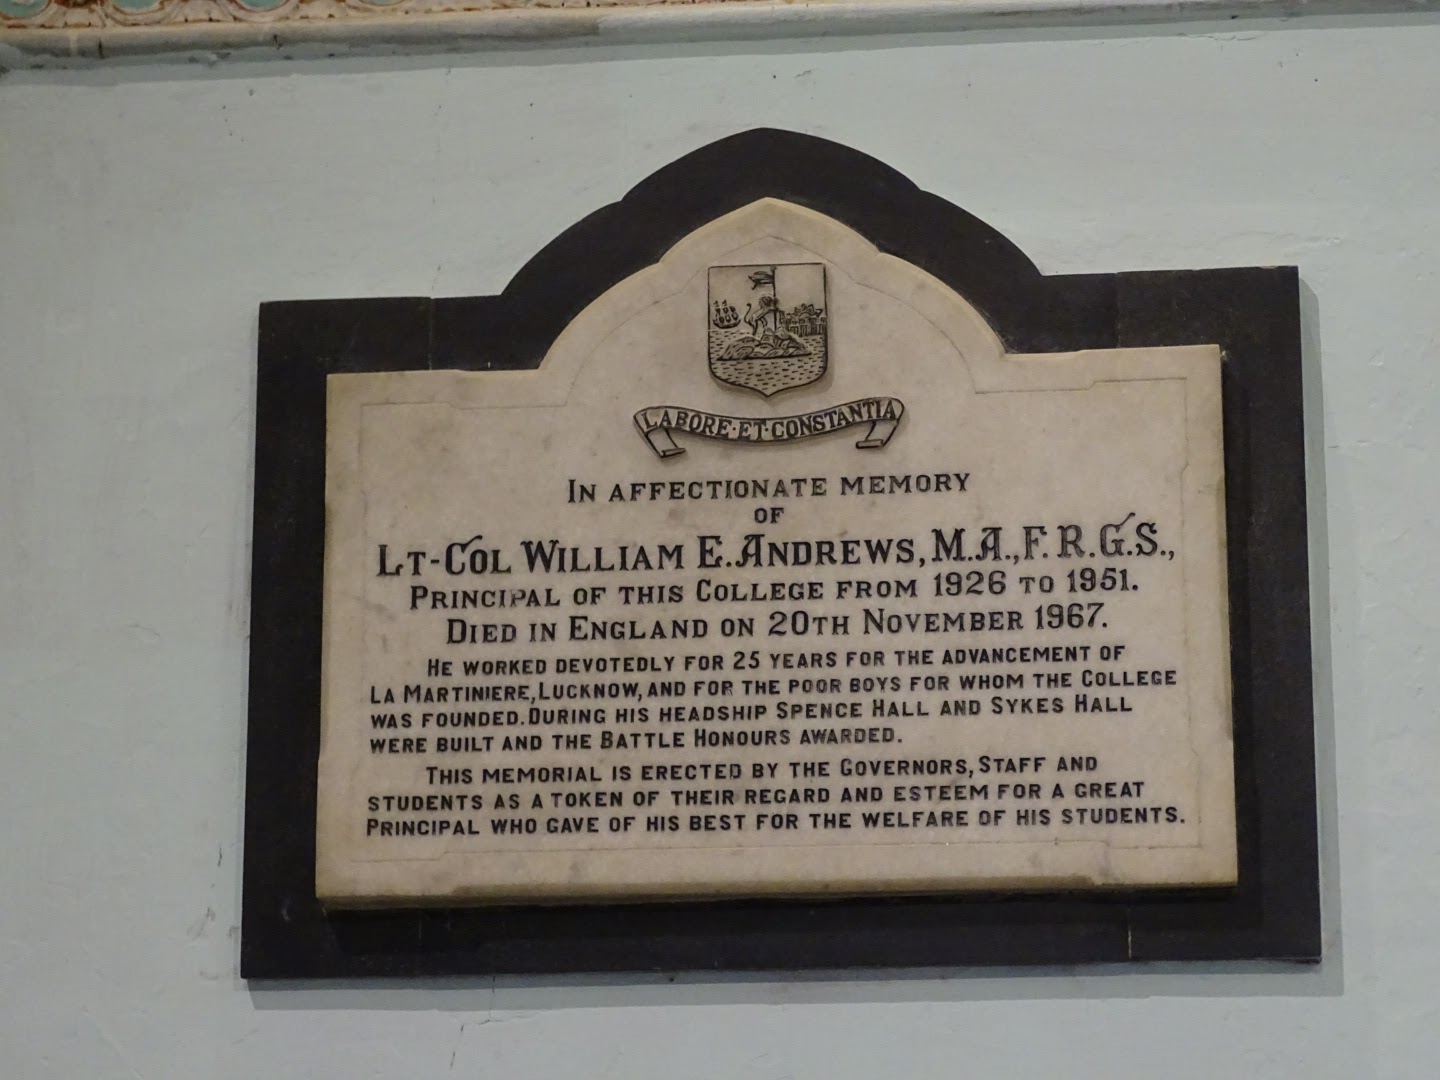 LABORE·ET·CONSTANTIA
IN AFFECTIONATE MEMORY
OF
LT-COL WILLIAM E. ANDREWS, M.A., F.R.G.S.,
PRINCIPAL OF THIS COLLEGE FROM 1926 TO 1951.
DIED IN ENGLAND ON 20TH NOVEMBER 1967.
HE WORKED DEVOTEDLY FOR 25 YEARS FOR THE ADVANCEMENT OF
LA MARTINIERE, LUCKNOW, AND FOR THE POOR BOYS FOR WHOM THE COLLEGE
WAS FOUNDED. DURING HIS HEADSHIP SPENCE HALL AND SYKES HALL
WERE BUILT AND THE BATTLE HONOURS AWARDED.
THIS MEMORIAL IS ERECTED BY THE GOVERNORS, STAFF AND
STUDENTS AS A TOKEN OF THEIR REGARD AND ESTEEM FOR A GREAT
PRINCIPAL WHO GAVE OF HIS BEST FOR THE WELFARE OF HIS STUDENTS.